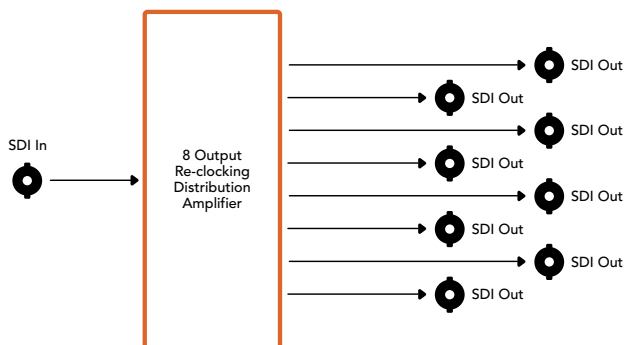 SDI In
8 Output
Re-clocking
Distribution
Amplifier
SDI Out
SDI Out
SDI Out
SDI Out
SDI Out
SDI Out
SDI Out
SDI Out